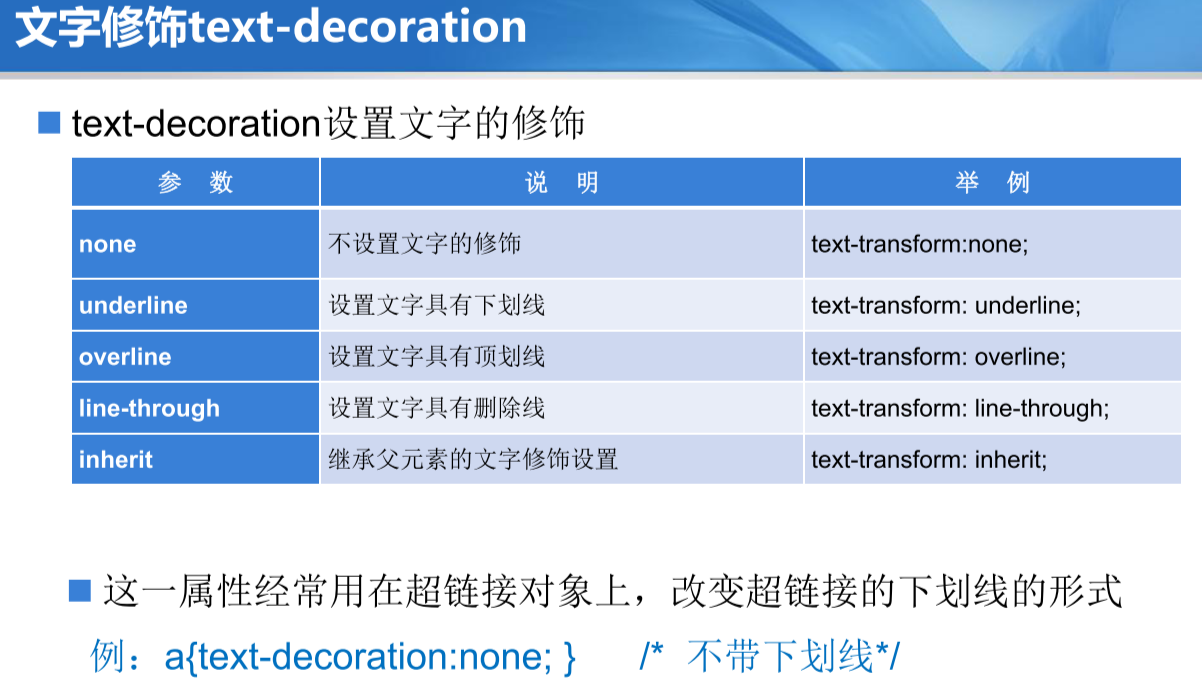 文字修饰text-decoration
text-decoration设置文字的修饰
参 数 说 明 举 例
none 不设置文字的修饰 text-transform:none;
underline 设置文字具有下划线 text-transform: underline;
overline 设置文字具有顶划线 text-transform: overline;
line-through 设置文字具有删除线 text-transform: line-through;
inherit 继承父元素的文字修饰设置 text-transform: inherit;
这一属性经常用在超链接对象上，改变超链接的下划线的形式
例：a{text-decoration:none; } /* 不带下划线*/